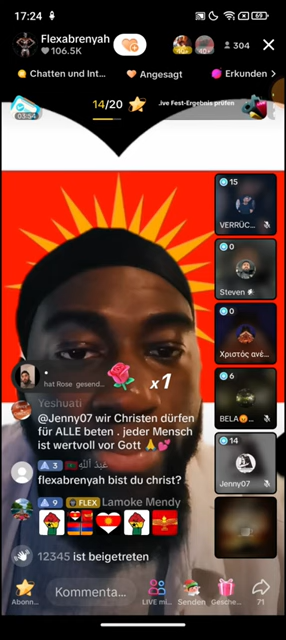 17:24
69
Flexabrenyah
106.5K
304
Chatten und Int...
Angesagt
Erkunden
03:54
14/20
.ive Fest-Ergebnis prüfen
15
VERRÜC...
0
Steven
0
Χριστός ανέ...
6
BELA
14
Jenny07
hat Rose gesend...
x1
Yeshuati
@Jenny07 wir Christen dürfen
für ALLE beten . jeder Mensch
ist wertvoll vor Gott 🙏💕
3
flexabrenyah bist du christ?
9 FLEX Lamoke Mendy
12345 ist beigetreten
Abonn...
Kommenta...
LIVE mi...
Senden
Gesche...
71